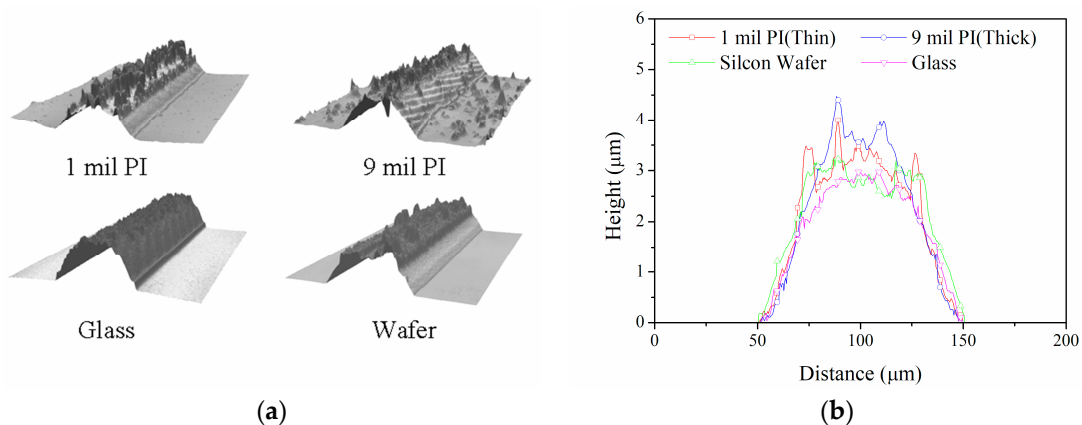 1 mil PI
9 mil PI
Glass
Wafer
(a)
1 mil PI(Thin)
9 mil PI(Thick)
Silcon Wafer
Glass
Height (μm)
6
5
4
3
2
1
0
0
50
100
150
200
Distance (μm)
(b)